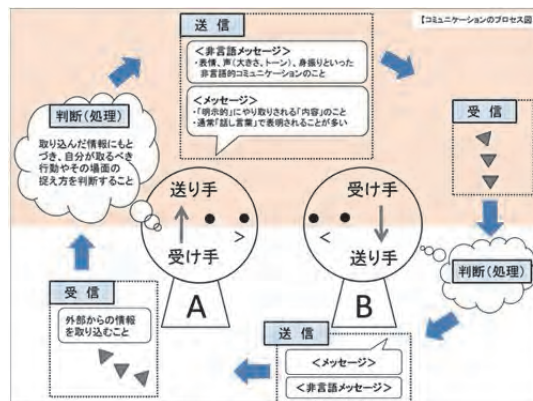 【コミュニケーションのプロセス図】
送 信
＜非言語メッセージ＞
・表情、声(大きさ、トーン)、身振りといった
非言語的コミュニケーションのこと
＜メッセージ＞
・「明示的」にやり取りされる「内容」のこと
・通常「話し言葉」で表明されることが多い
判断(処理)
取り込んだ情報にもと
づき、自分が取るべき
行動やその場面の
捉え方を判断すること
受 信
送り手
受け手
A
受け手
送り手
B
判断(処理)
受 信
外部からの情報
を取り込むこと
送 信
＜メッセージ＞
＜非言語メッセージ＞